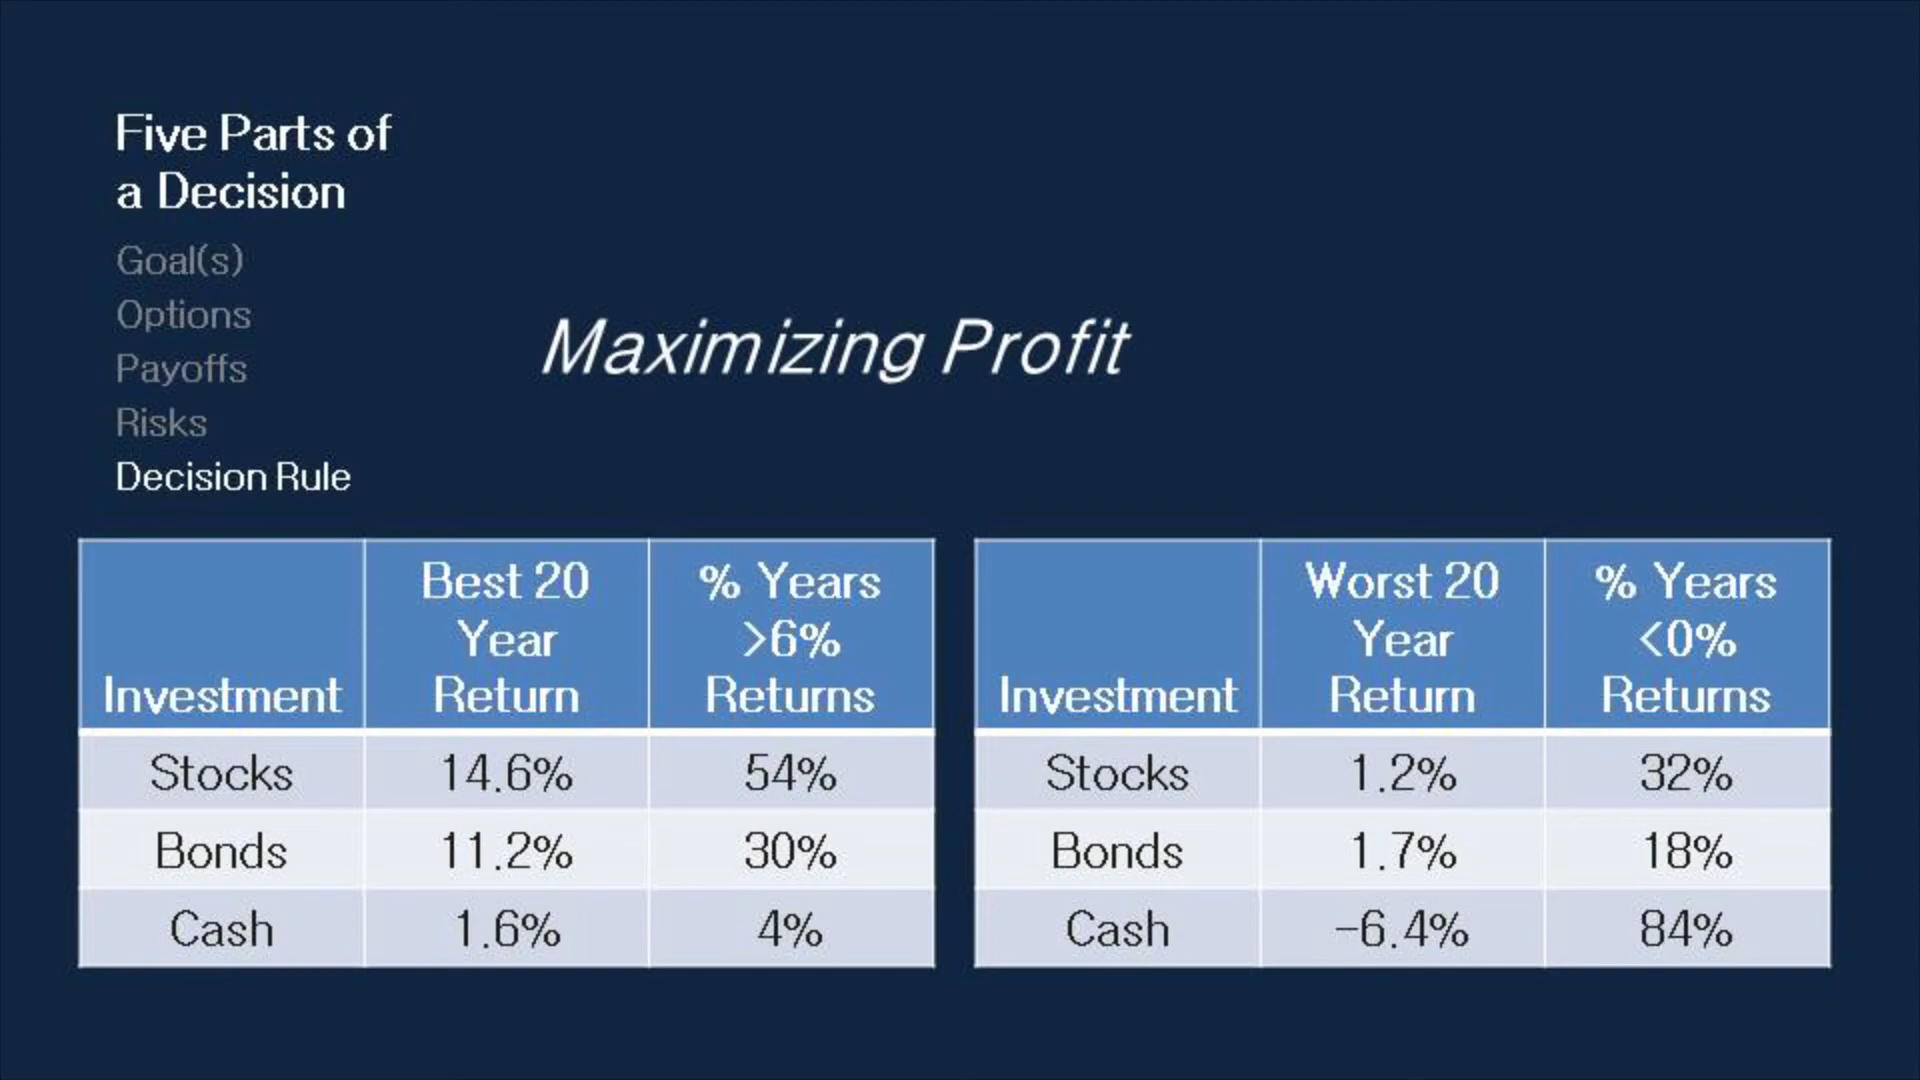 Five Parts of
a Decision
Goal(s)
Options
Payoffs
Risks
Decision Rule
Maximizing Profit
Investment Best 20 Year Return % Years >6% Returns
Stocks 14.6% 54%
Bonds 11.2% 30%
Cash 1.6% 4%
Investment Worst 20 Year Return % Years <0% Returns
Stocks 1.2% 32%
Bonds 1.7% 18%
Cash -6.4% 84%